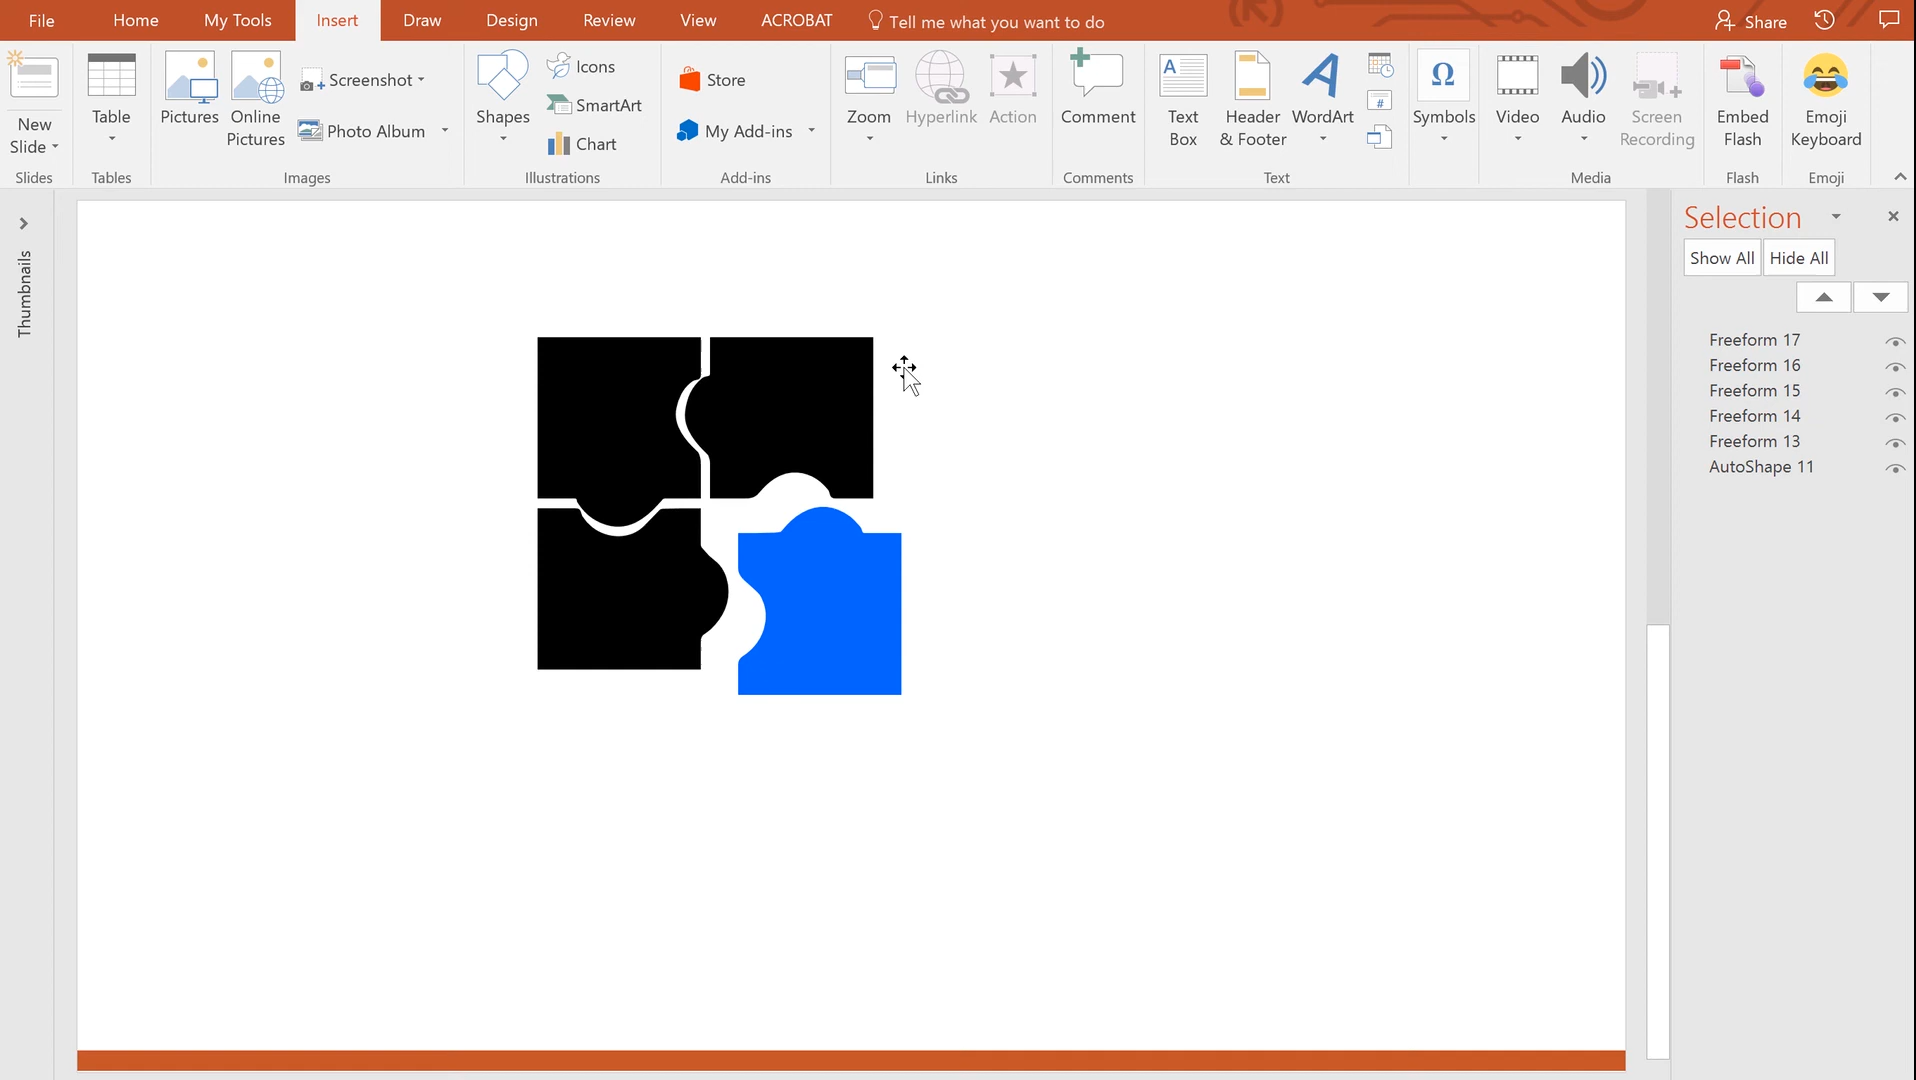 File Home My Tools Insert Draw Design Review View ACROBAT Tell me what you want to do Share
New Slide
Table
Pictures
Online Pictures
Screenshot
Photo Album
Shapes
Icons
SmartArt
Chart
Store
My Add-ins
Zoom
Hyperlink
Action
Comment
A
Text Box
#
Header & Footer
A
WordArt
Ω
Symbols
Video
Audio
Screen Recording
Embed Flash
Emoji Keyboard
Slides Tables Images Illustrations Add-ins Links Comments Text Media Flash Emoji
Thumbnails
Selection
Show All Hide All
Freeform 17
Freeform 16
Freeform 15
Freeform 14
Freeform 13
AutoShape 11